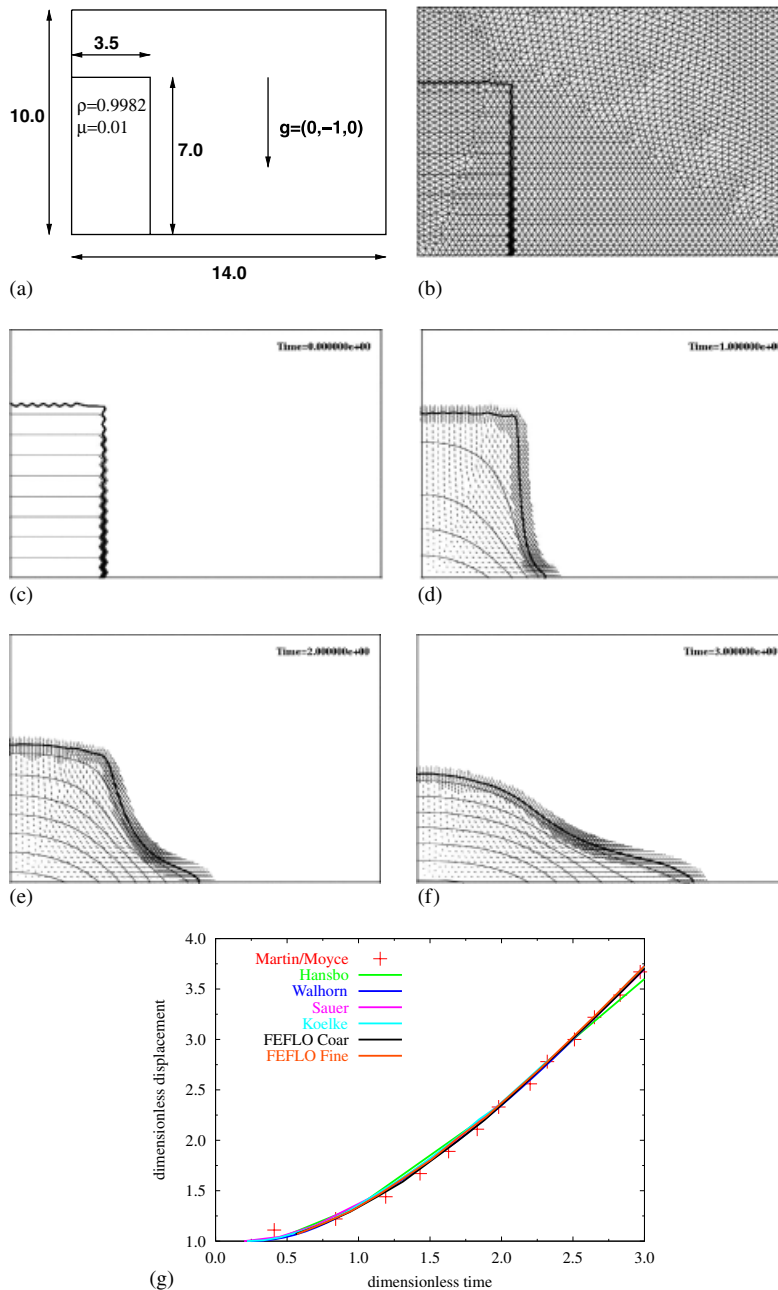 3.5
10.0
ρ=0.9982
μ=0.01
7.0
g=(0,−1,0)
14.0
(a)
(b)
Time=0.000000e+00
(c)
Time=1.000000e+00
(d)
Time=2.000000e+00
(e)
Time=3.000000e+00
(f)
4.0
3.5
3.0
2.5
2.0
1.5
1.0
dimensionless displacement
Martin/Moyce
Hansbo
Walhorn
Sauer
Koelke
FEFLO Coar
FEFLO Fine
0.0 0.5 1.0 1.5 2.0 2.5 3.0
dimensionless time
(g)